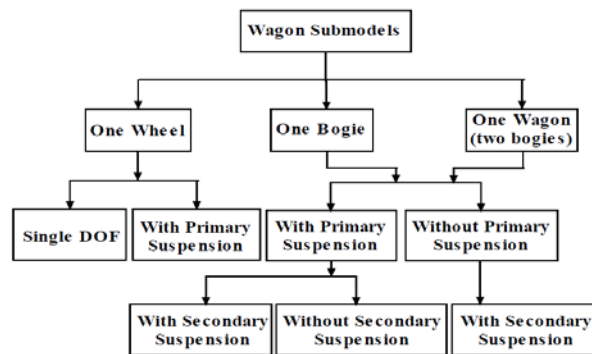 Wagon Submodels
One Wheel
One Bogie
One Wagon
(two bogies)
Single DOF
With Primary
Suspension
With Primary
Suspension
Without Primary
Suspension
With Secondary
Suspension
Without Secondary
Suspension
With Secondary
Suspension